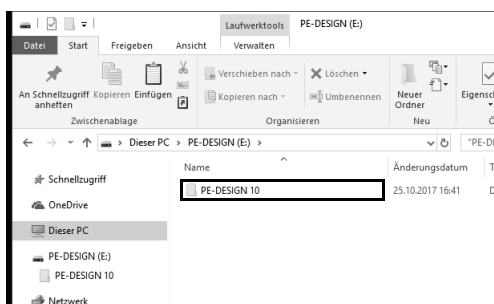 Laufwerktools PE-DESIGN (E:)
Datei Start Freigeben Ansicht Verwalten
An Schnellzugriff anheften
Kopieren
Einfügen
Verschieben nach
Kopieren nach
Löschen
Umbenennen
Neuer Ordner
Zwischenablage Organisieren Neu
Dieser PC > PE-DESIGN (E:) >
Name Änderungsdatum
Schnellzugriff
OneDrive
Dieser PC
PE-DESIGN (E:)
PE-DESIGN 10
Netzwerk
PE-DESIGN 10 25.10.2017 16:41